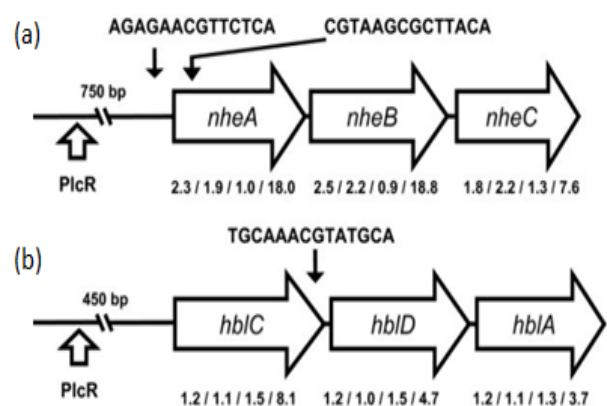 (a)
AGAGAACGTTCTCA CGTAAGCGCTTACA
750 bp
nheA nheB nheC
PlcR
2.3 / 1.9 / 1.0 / 18.0 2.5 / 2.2 / 0.9 / 18.8 1.8 / 2.2 / 1.3 / 7.6
(b)
TGCAAACGTATGCA
450 bp
hblC hblD hblA
PlcR
1.2 / 1.1 / 1.5 / 8.1 1.2 / 1.0 / 1.5 / 4.7 1.2 / 1.1 / 1.3 / 3.7